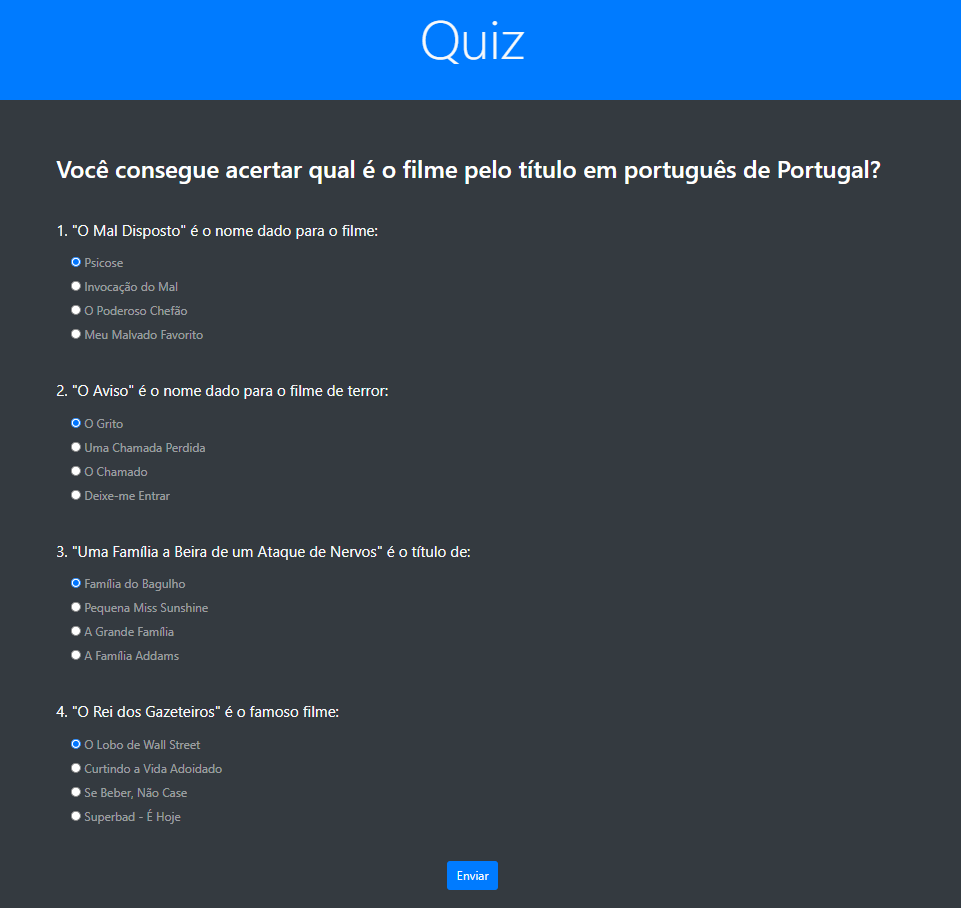 Quiz
Você consegue acertar qual é o filme pelo título em português de Portugal?
1. "O Mal Disposto" é o nome dado para o filme:
Psicose
Invocação do Mal
O Poderoso Chefão
Meu Malvado Favorito
2. "O Aviso" é o nome dado para o filme de terror:
O Grito
Uma Chamada Perdida
O Chamado
Deixe-me Entrar
3. "Uma Família a Beira de um Ataque de Nervos" é o título de:
Família do Bagulho
Pequena Miss Sunshine
A Grande Família
A Família Addams
4. "O Rei dos Gazeteiros" é o famoso filme:
O Lobo de Wall Street
Curtindo a Vida Adoidado
Se Beber, Não Case
Superbad - É Hoje
Enviar